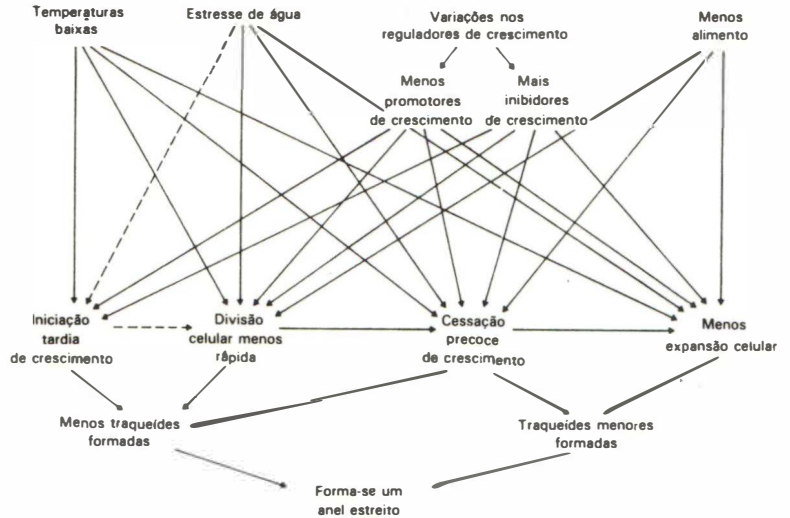 Temperaturas
baixas
Estresse de água
Variações nos
reguladores de crescimento
Menos
alimento
Menos
promotores
de crescimento
Mais
inibidores
de crescimento
Iniciação
tardia
de crescimento
Divisão
celular menos
rápida
Cessação
precoce
de crescimento
Menos
expansão celular
Menos traqueídes
formadas
Traqueídes menores
formadas
Forma-se um
anel estreito